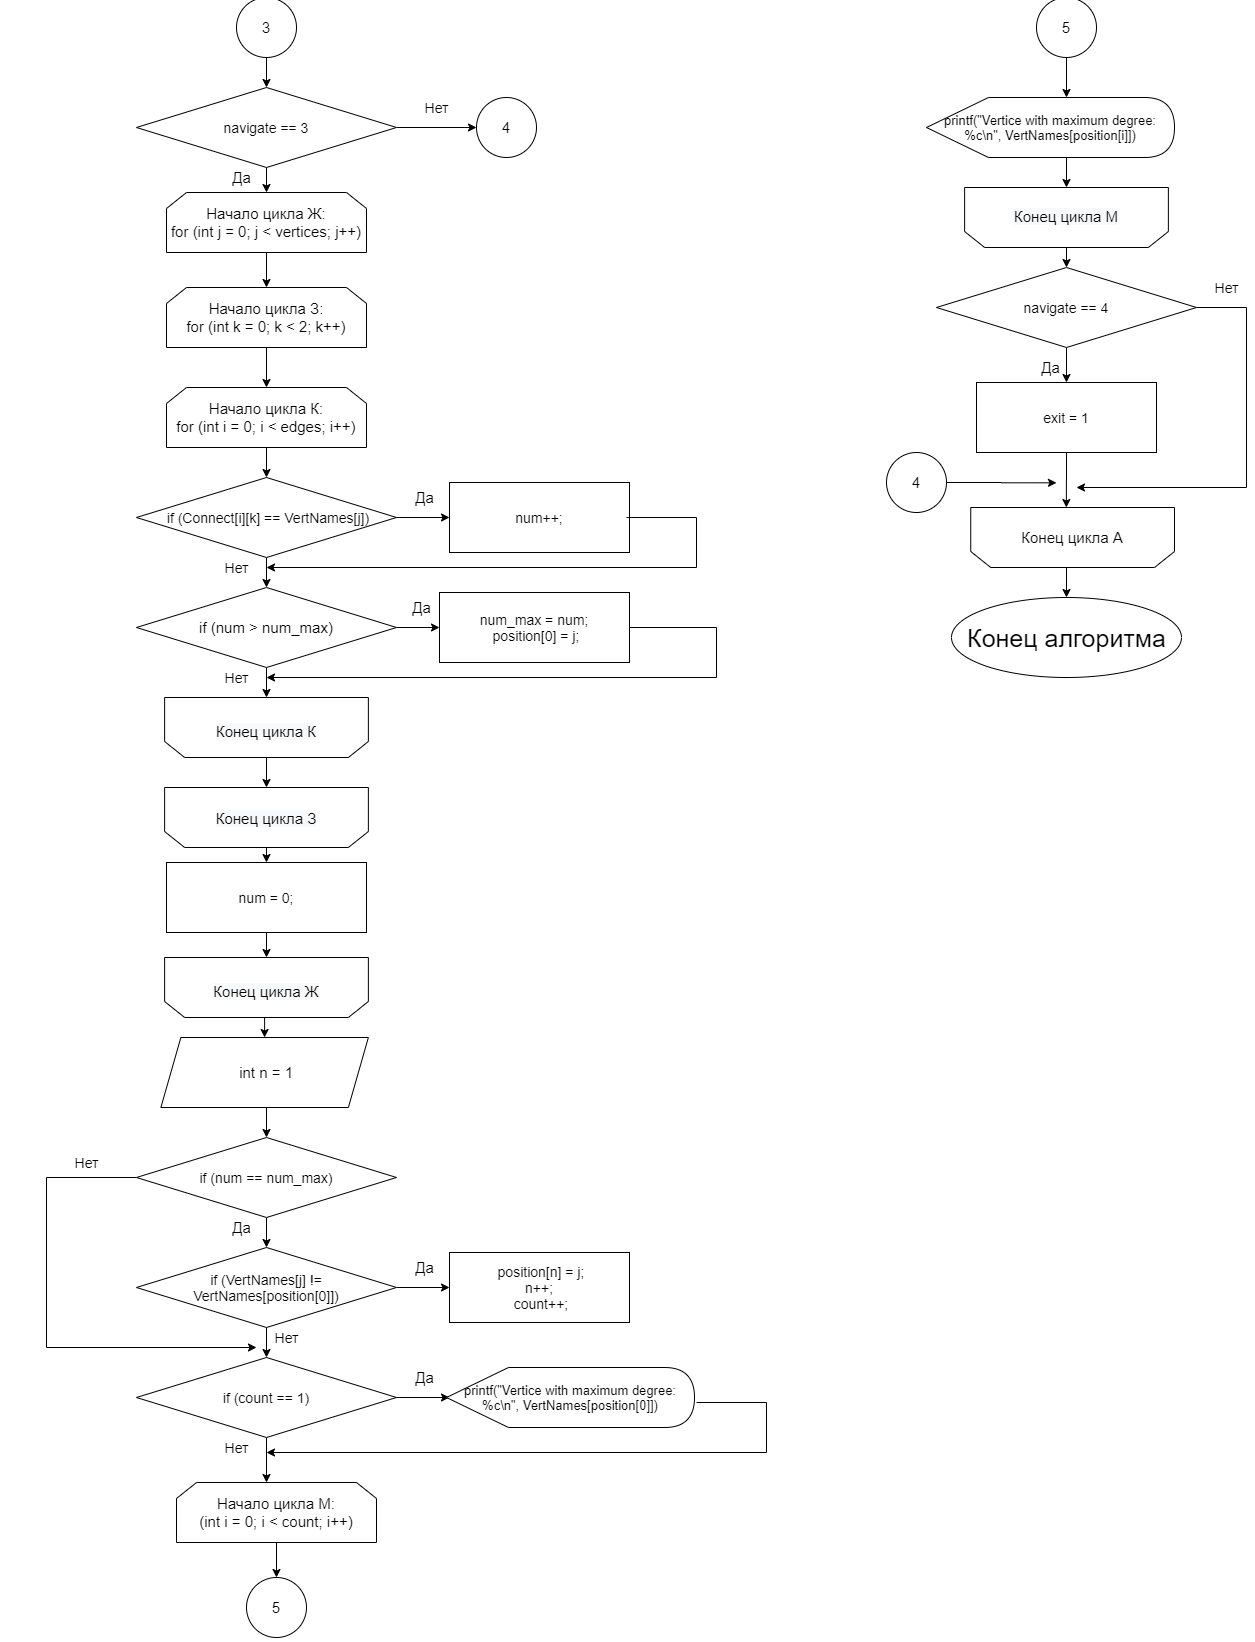 3
navigate == 3
Нет
4
Да
Начало цикла Ж:
for (int j = 0; j < vertices; j++)
Начало цикла З:
for (int k = 0; k < 2; k++)
Начало цикла К:
for (int i = 0; i < edges; i++)
if (Connect[i][k] == VertNames[j])
Да
num++;
Нет
if (num > num_max)
Да
num_max = num;
position[0] = j;
Нет
Конец цикла К
Конец цикла З
num = 0;
Конец цикла Ж
int n = 1
if (num == num_max)
Нет
Да
if (VertNames[j] !=
VertNames[position[0]])
Да
position[n] = j;
n++;
count++;
Нет
if (count == 1)
Да
printf("Vertice with maximum degree:
%c\n", VertNames[position[0]])
Нет
Начало цикла М:
(int i = 0; i < count; i++)
5
5
printf("Vertice with maximum degree:
%c\n", VertNames[position[i]])
Конец цикла М
navigate == 4
Нет
Да
exit = 1
4
Конец цикла А
Конец алгоритма